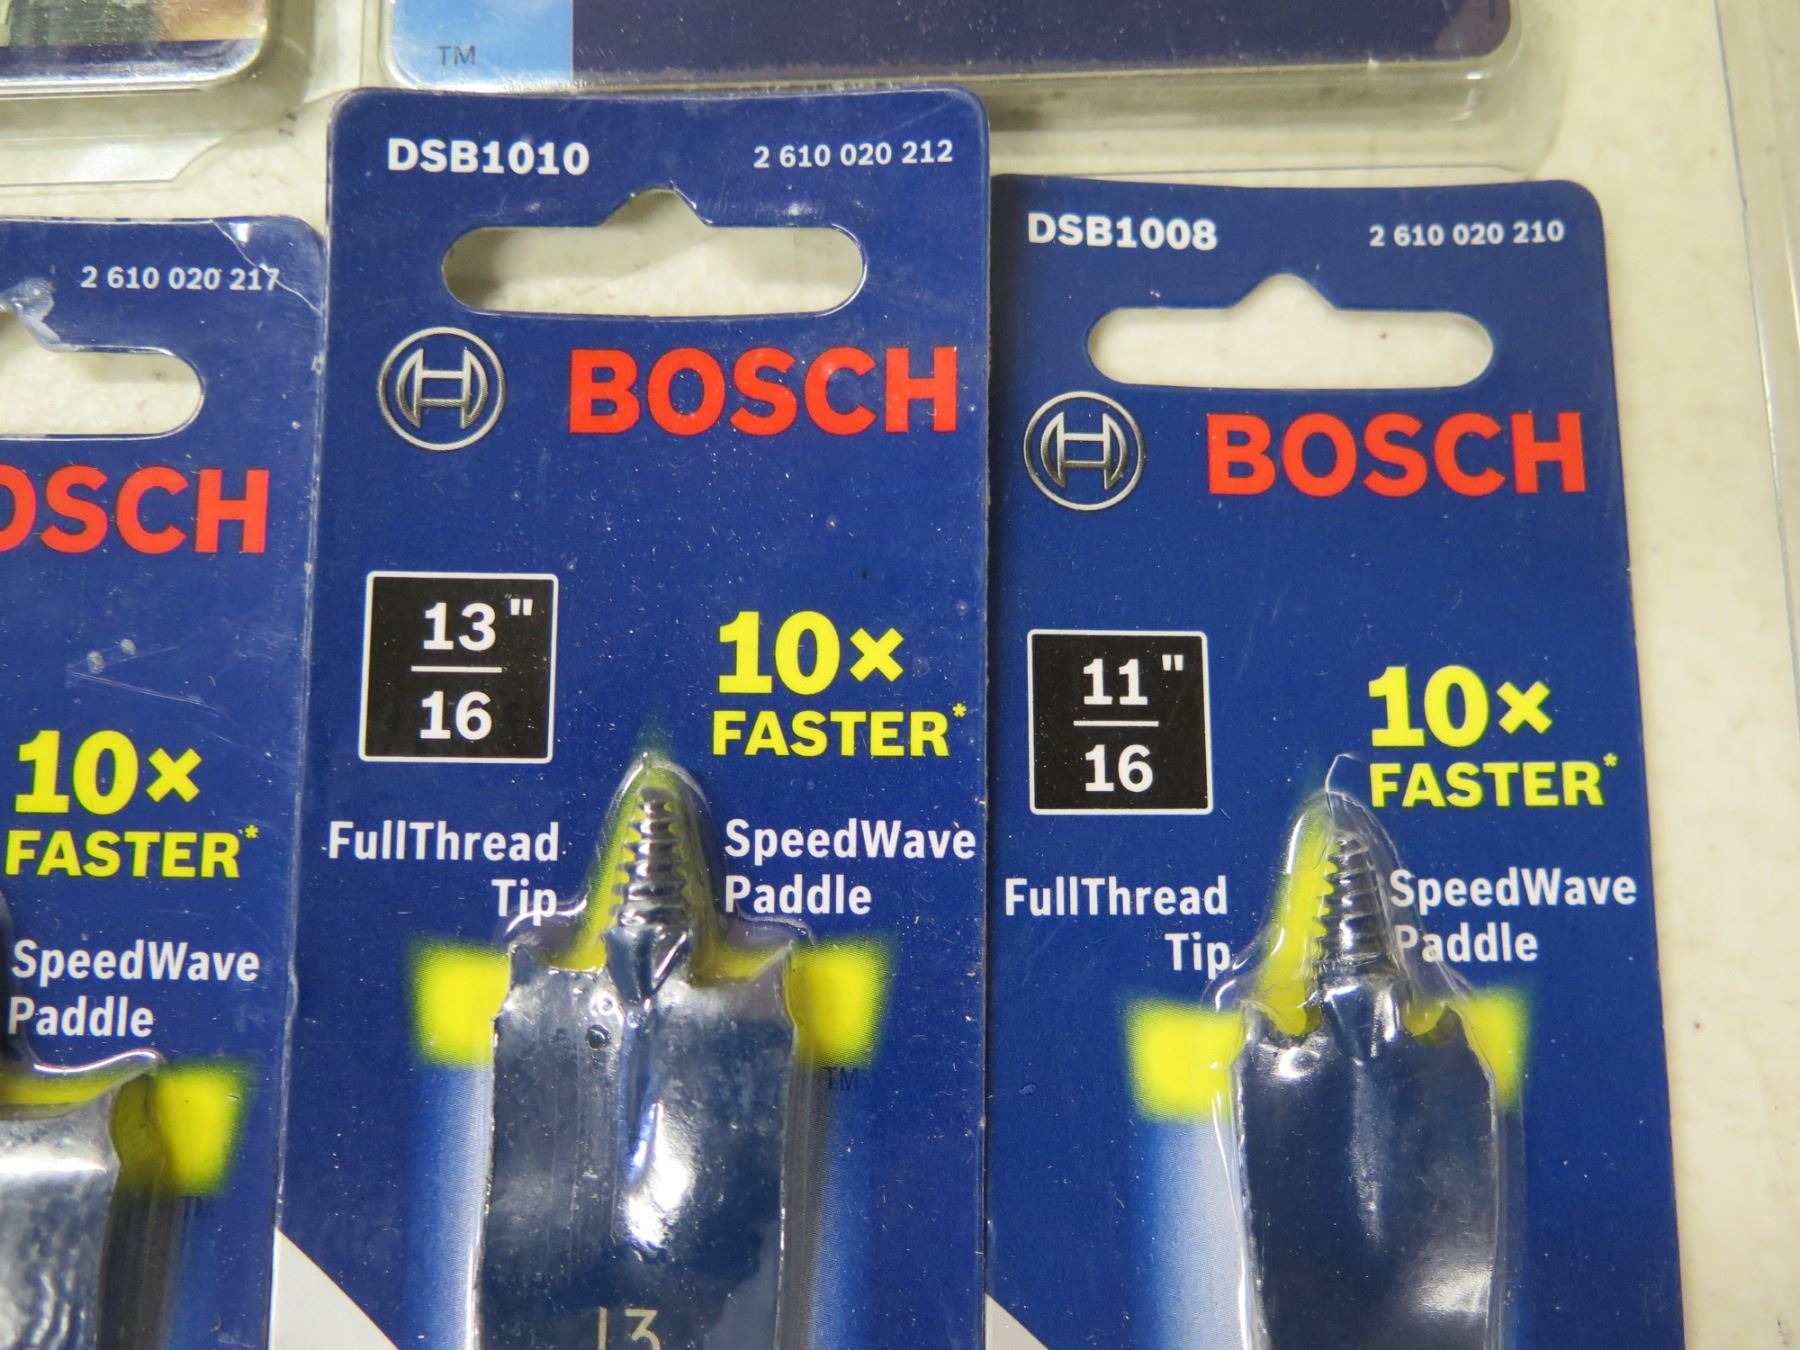 TM
2 610 020 217
OSCH
10×
FASTER*
SpeedWave
Paddle
TM
DSB1010 2 610 020 212
BOSCH
13"
16
10×
FASTER*
FullThread
Tip
SpeedWave
Paddle
TM
13
DSB1008 2 610 020 210
BOSCH
11"
16
10×
FASTER*
FullThread
Tip
SpeedWave
Paddle